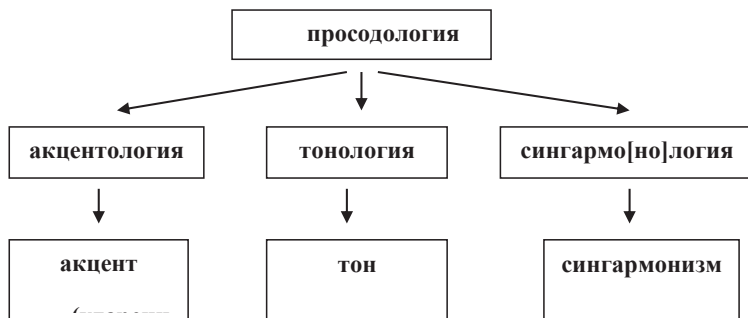 просодология
акцентология тонология сингармо[но]логия
акцент тон сингармонизм